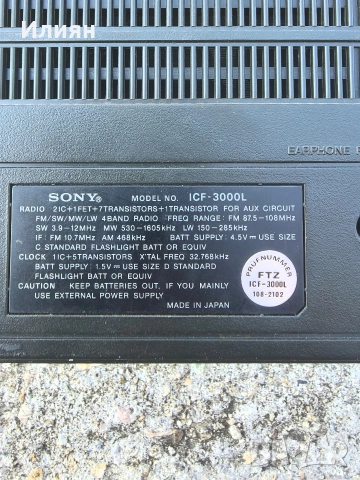 Илиян
EARPHONE
SONY® MODEL NO. ICF-3000L
RADIO 2IC+1FET+7TRANSISTORS+1TRANSISTOR FOR AUX CIRCUIT
FM/SW/MW/LW 4BAND RADIO FREQ RANGE: FM 87.5-108MHz
SW 3.9-12MHz MW 530-1605kHz LW 150-285kHz
IF: FM 10.7MHz AM 468kHz BATT SUPPLY: 4.5V⎓ USE SIZE
C STANDARD FLASHLIGHT BATT OR EQUIV
CLOCK 1IC+5TRANSISTORS X'TAL FREQ 32.768kHz
BATT SUPPLY: 1.5V⎓ USE SIZE D STANDARD
FLASHLIGHT BATT OR EQUIV
CAUTION KEEP BATTERIES OUT, IF YOU MAINLY
USE EXTERNAL POWER SUPPLY
MADE IN JAPAN
PRÜFNUMMER
FTZ
ICF-3000L
108-2102